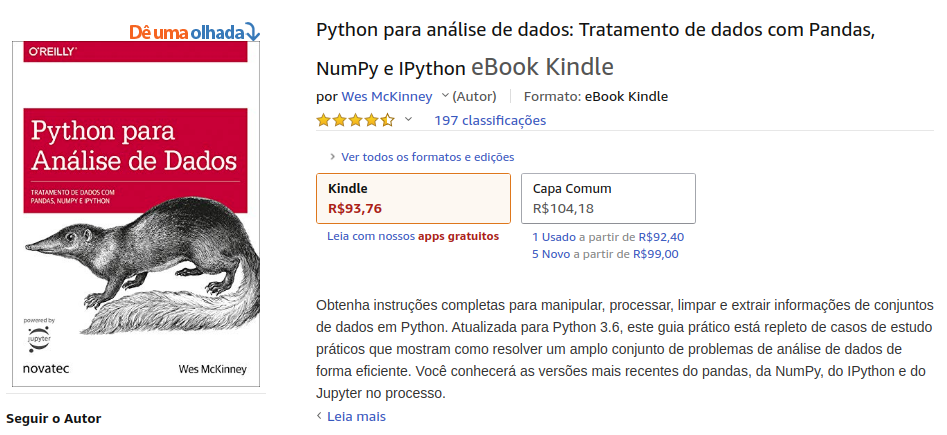 Dê uma olhada
O'REILLY®
Python para
Análise de Dados
TRATAMENTO DE DADOS COM
PANDAS, NUMPY E IPYTHON
powered by
jupyter
novatec
Wes McKinney
Seguir o Autor
Python para análise de dados: Tratamento de dados com Pandas,
NumPy e IPython eBook Kindle
por Wes McKinney (Autor) Formato: eBook Kindle
197 classificações
Ver todos os formatos e edições
Kindle
R$93,76
Leia com nossos apps gratuitos
Capa Comum
R$104,18
1 Usado a partir de R$92,40
5 Novo a partir de R$99,00
Obtenha instruções completas para manipular, processar, limpar e extrair informações de conjuntos
de dados em Python. Atualizada para Python 3.6, este guia prático está repleto de casos de estudo
práticos que mostram como resolver um amplo conjunto de problemas de análise de dados de
forma eficiente. Você conhecerá as versões mais recentes do pandas, da NumPy, do IPython e do
Jupyter no processo.
Leia mais